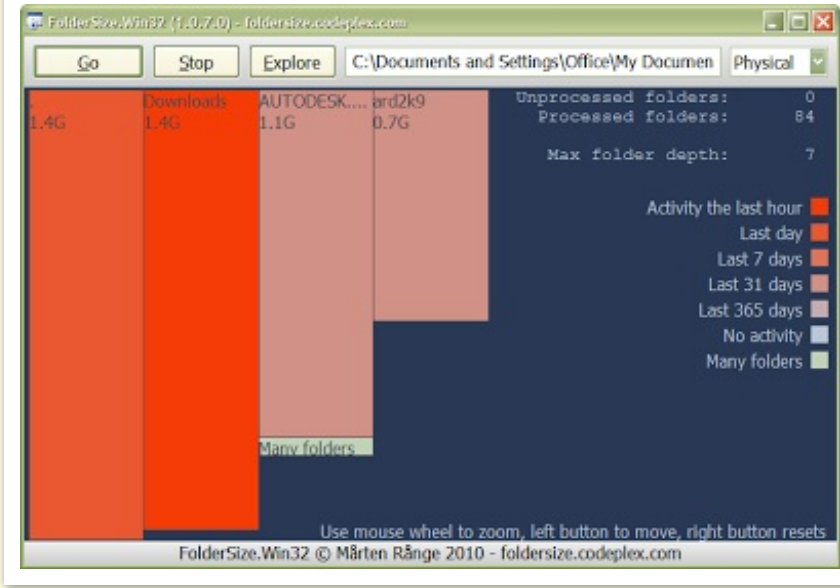 FolderSize.Win32 (1.0.7.0) - foldersize.codeplex.com
Go Stop Explore C:\Documents and Settings\Office\My Documen Physical
. Downloads AUTODESK.... ard2k9
1.4G 1.4G 1.1G 0.7G
Unprocessed folders: 0
Processed folders: 84
Max folder depth: 7
Activity the last hour
Last day
Last 7 days
Last 31 days
Last 365 days
No activity
Many folders
Many folders
Use mouse wheel to zoom, left button to move, right button resets
FolderSize.Win32 © Mårten Rånge 2010 - foldersize.codeplex.com